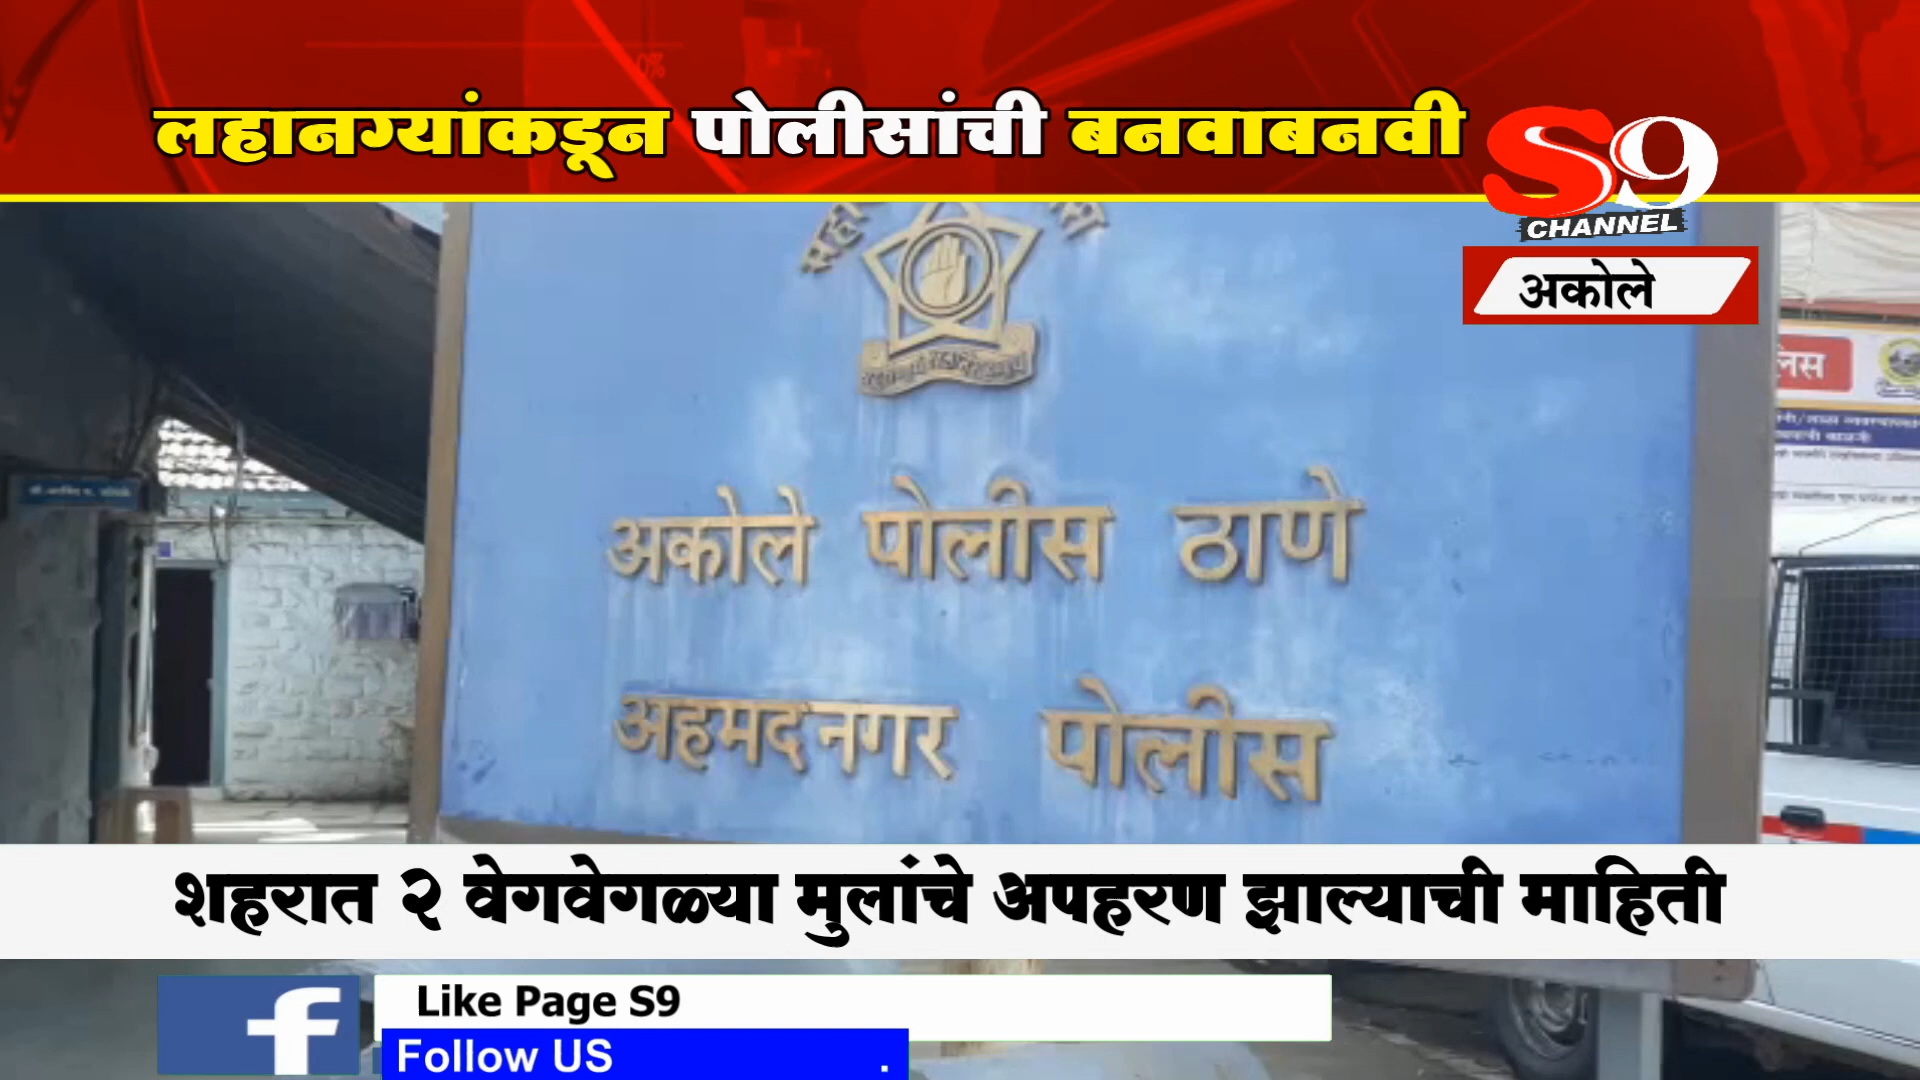 लहानग्यांकडून पोलीसांची बनवाबनवी
S9
CHANNEL
अकोले
अकोले पोलीस ठाणे
अहमदनगर पोलीस
शहरात २ वेगवेगळ्या मुलांचे अपहरण झाल्याची माहिती
f
Like Page S9
Follow US .